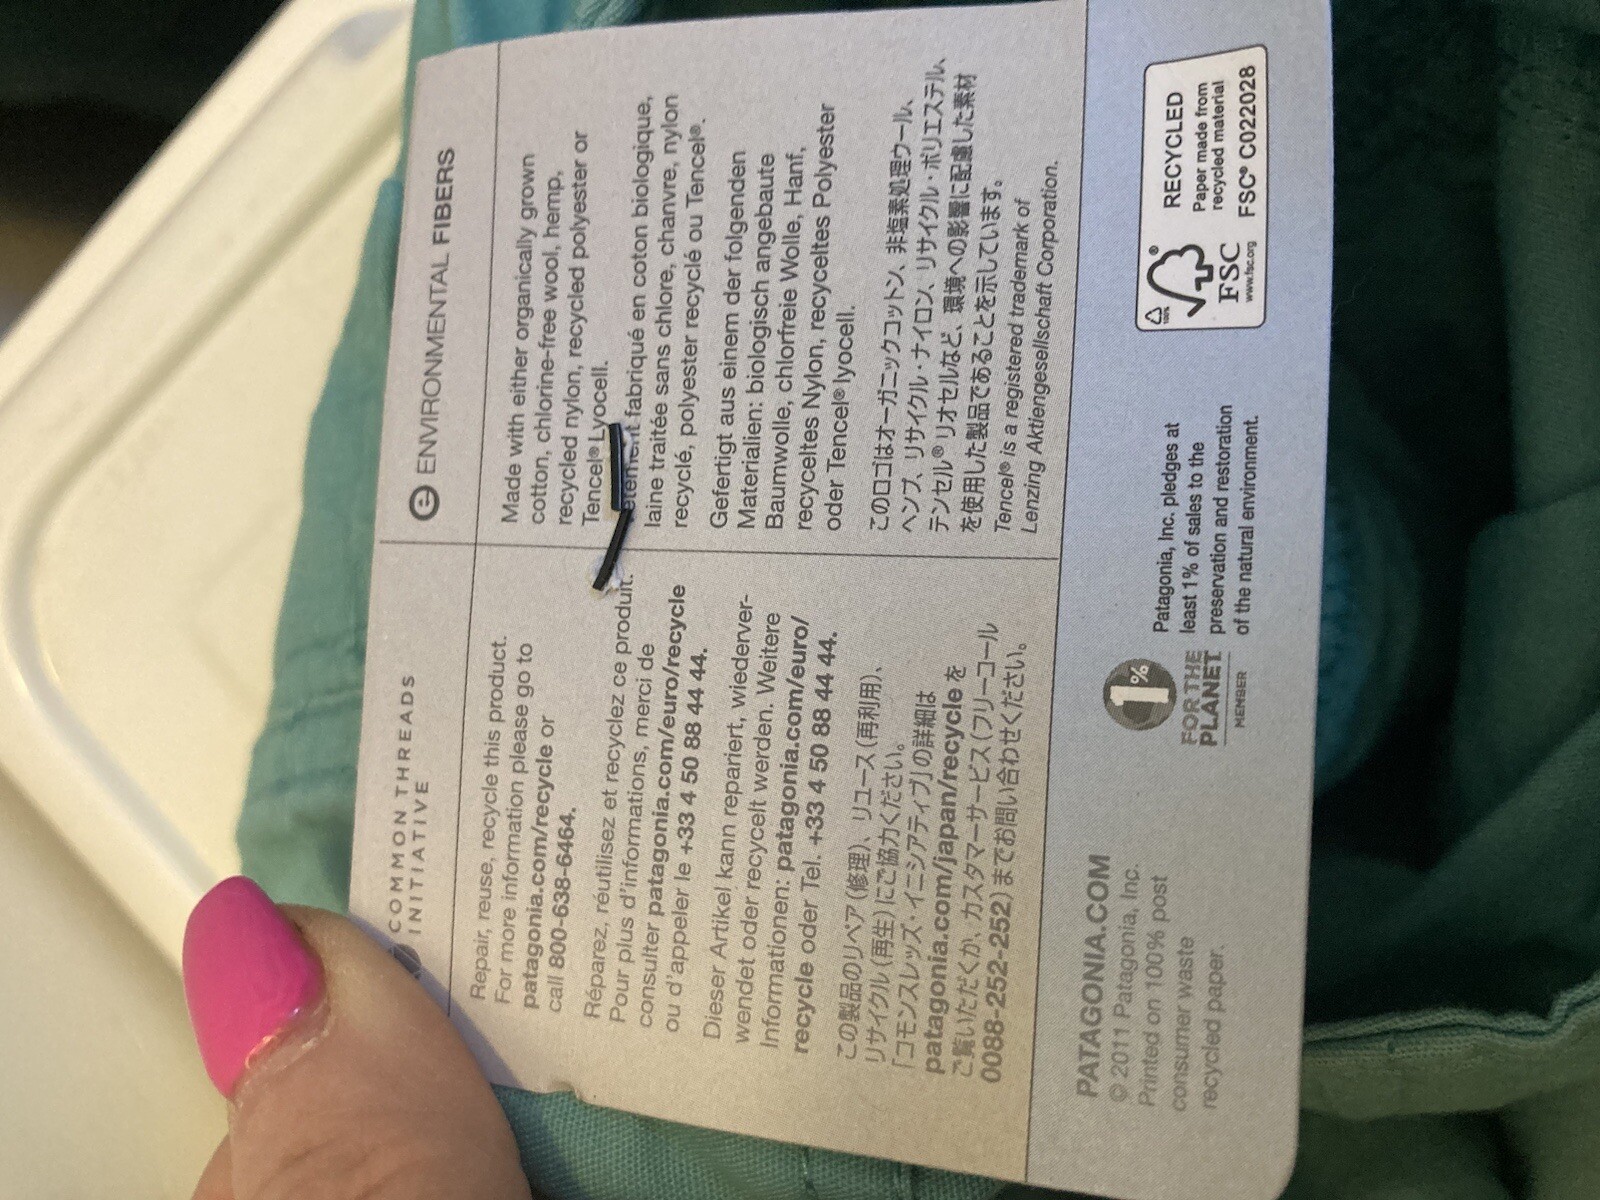 COMMON THREADS
INITIATIVE
Repair, reuse, recycle this product.
For more information please go to
patagonia.com/recycle or
call 800-638-6464.
Réparez, réutilisez et recyclez ce produit.
Pour plus d'informations, merci de
consulter patagonia.com/euro/recycle
ou d'appeler le +33 4 50 88 44 44.
Dieser Artikel kann repariert, wiederver-
wendet oder recycelt werden. Weitere
Informationen: patagonia.com/euro/
recycle oder Tel. +33 4 50 88 44 44.
この製品のリペア(修理)、リユース(再利用)、
リサイクル(再生)にご協力ください。
「コモンスレッズ・イニシアティブ」の詳細は
patagonia.com/japan/recycle を
ご覧いただくか、カスタマーサービス(フリーコール
0088-252-252)までお問い合わせください。
e ENVIRONMENTAL FIBERS
Made with either organically grown
cotton, chlorine-free wool, hemp,
recycled nylon, recycled polyester or
Tencel® Lyocell.
fabriqué en coton biologique,
laine traitée sans chlore, chanvre, nylon
recyclé, polyester recyclé ou Tencel®.
Gefertigt aus einem der folgenden
Materialien: biologisch angebaute
Baumwolle, chlorfreie Wolle, Hanf,
recyceltes Nylon, recyceltes Polyester
oder Tencel® lyocell.
このロゴはオーガニックコットン、非塩素処理ウール、
ヘンプ、リサイクル・ナイロン、リサイクル・ポリエステル、
テンセル® リオセルなど、環境への影響に配慮した素材
を使用した製品であることを示しています。
Tencel® is a registered trademark of
Lenzing Aktiengesellschaft Corporation.
PATAGONIA.COM
© 2011 Patagonia, Inc.
Printed on 100% post
consumer waste
recycled paper.
1%
FOR THE
PLANET
MEMBER
Patagonia, Inc. pledges at
least 1% of sales to the
preservation and restoration
of the natural environment.
100%
®
FSC
www.fsc.org
RECYCLED
Paper made from
recycled material
FSC® C022028